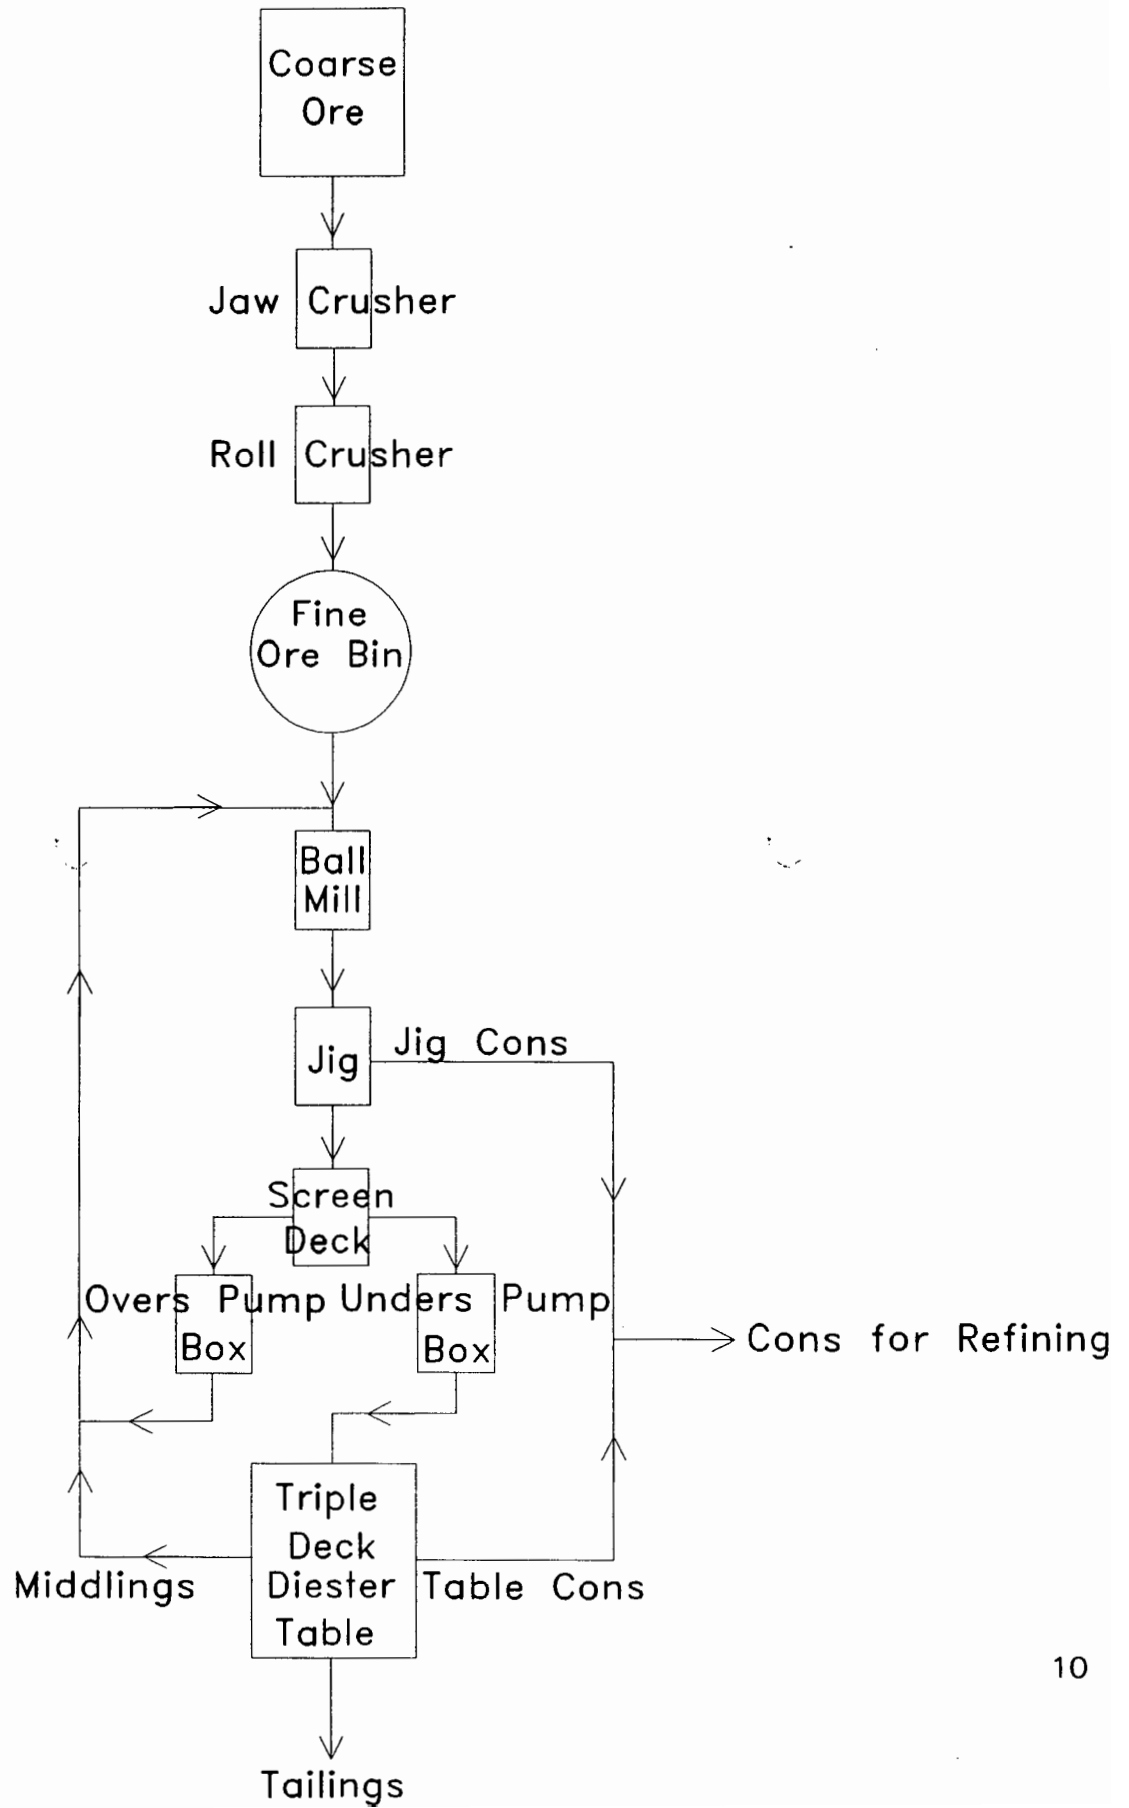 Coarse
Ore
Jaw Crusher
Roll Crusher
Fine
Ore Bin
Ball
Mill
Jig
Jig Cons
Screen
Deck
Overs Pump
Box
Unders Pump
Box
Cons for Refining
Triple
Deck
Diester
Table
Middlings
Table Cons
10
Tailings